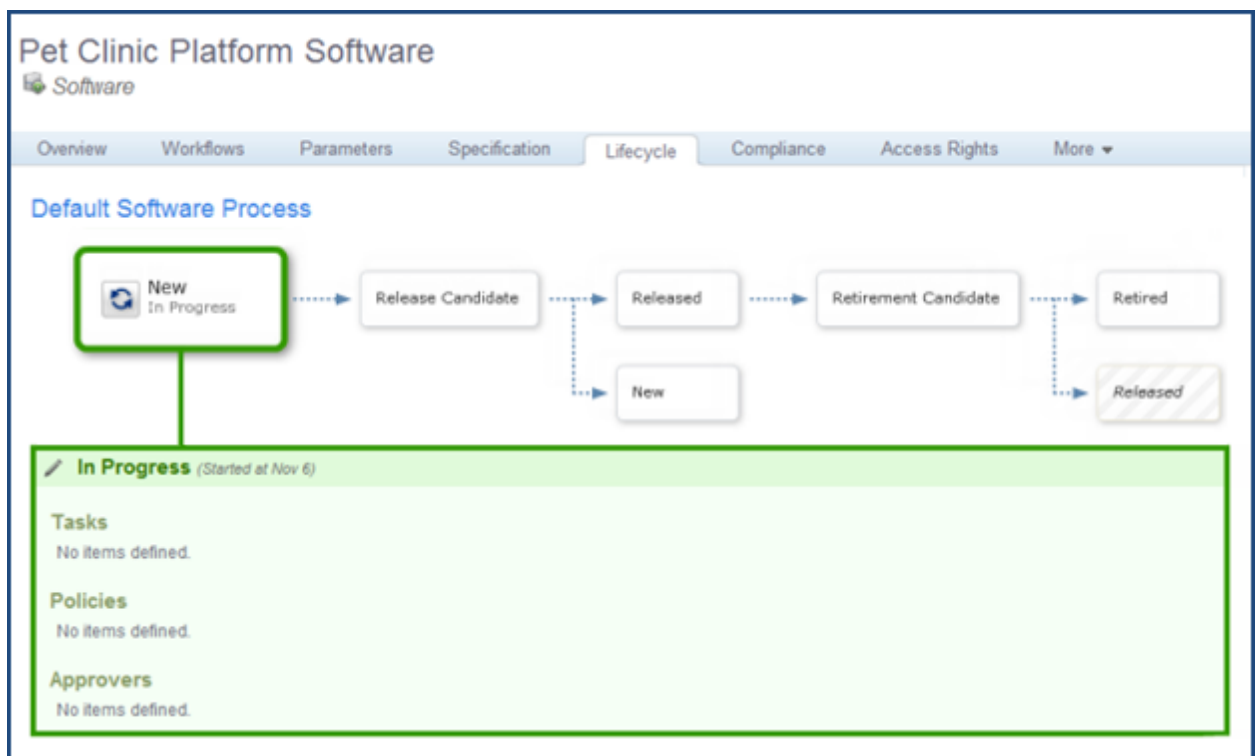 Pet Clinic Platform Software
Software
Overview Workflows Parameters Specification Lifecycle Compliance Access Rights More
Default Software Process
New
In Progress
Release Candidate
Released
Retirement Candidate
Retired
New
Released
In Progress (Started at Nov 6)
Tasks
No items defined.
Policies
No items defined.
Approvers
No items defined.